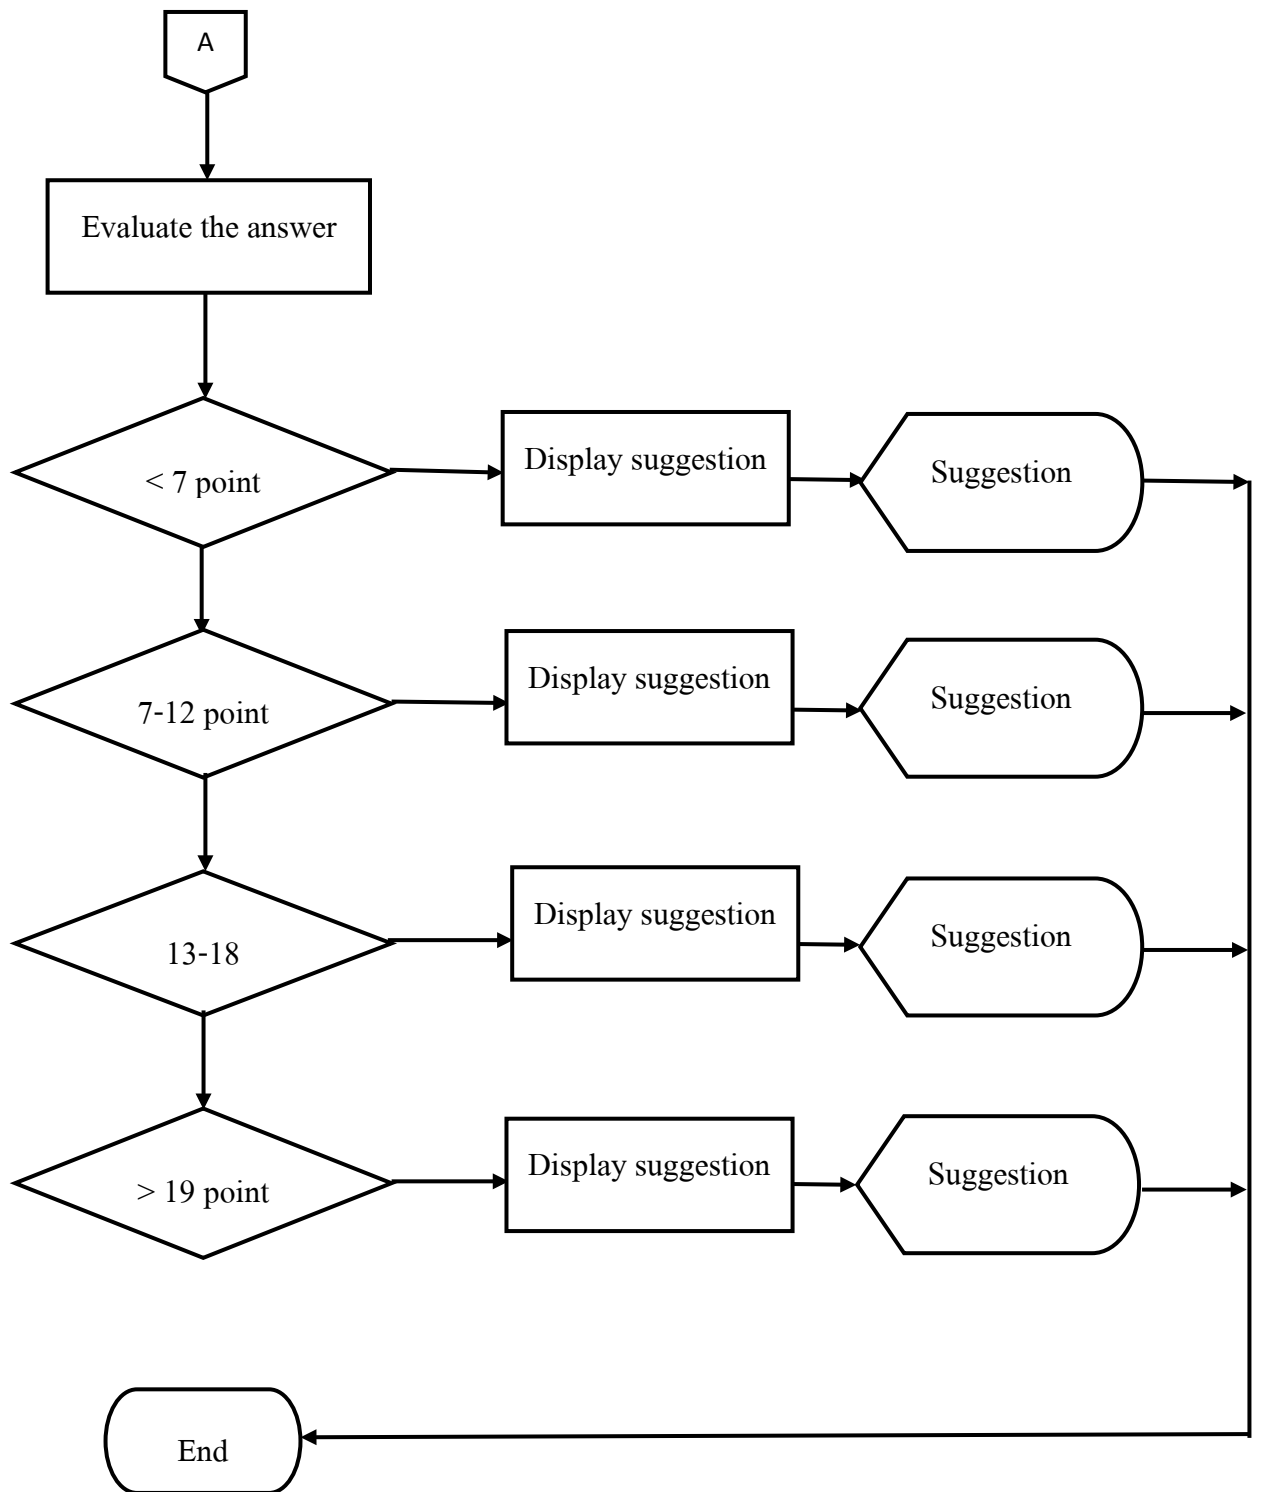 A
Evaluate the answer
< 7 point
Display suggestion
Suggestion
7-12 point
Display suggestion
Suggestion
13-18
Display suggestion
Suggestion
> 19 point
Display suggestion
Suggestion
End